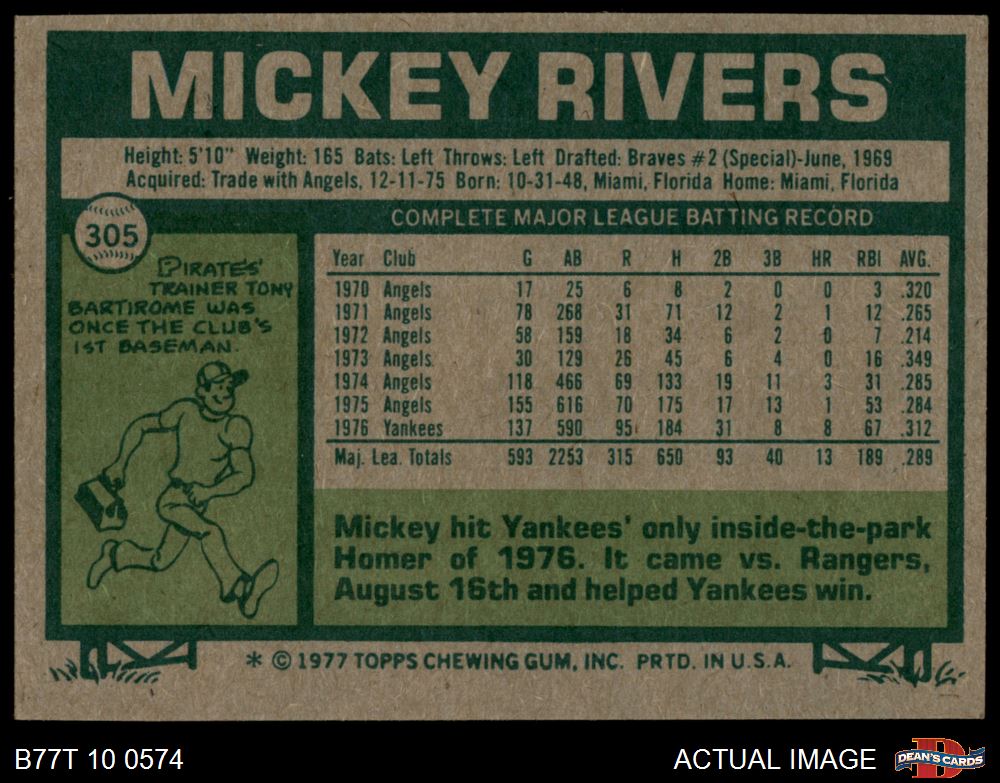 MICKEY RIVERS
Height: 5'10" Weight: 165 Bats: Left Throws: Left Drafted: Braves #2 (Special)-June, 1969
Acquired: Trade with Angels, 12-11-75 Born: 10-31-48, Miami, Florida Home: Miami, Florida
305
PIRATES'
TRAINER TONY
BARTIROME WAS
ONCE THE CLUB'S
1ST BASEMAN.
COMPLETE MAJOR LEAGUE BATTING RECORD
Year Club G AB R H 2B 3B HR RBI AVG.
1970 Angels 17 25 6 8 2 0 0 3 .320
1971 Angels 78 268 31 71 12 2 1 12 .265
1972 Angels 58 159 18 34 6 2 0 7 .214
1973 Angels 30 129 26 45 6 4 0 16 .349
1974 Angels 118 466 69 133 19 11 3 31 .285
1975 Angels 155 616 70 175 17 13 1 53 .284
1976 Yankees 137 590 95 184 31 8 8 67 .312
Maj. Lea. Totals 593 2253 315 650 93 40 13 189 .289
Mickey hit Yankees' only inside-the-park
Homer of 1976. It came vs. Rangers,
August 16th and helped Yankees win.
* © 1977 TOPPS CHEWING GUM, INC. PRTD. IN U.S.A.
B77T 10 0574
ACTUAL IMAGE
D
DEAN'S CARDS